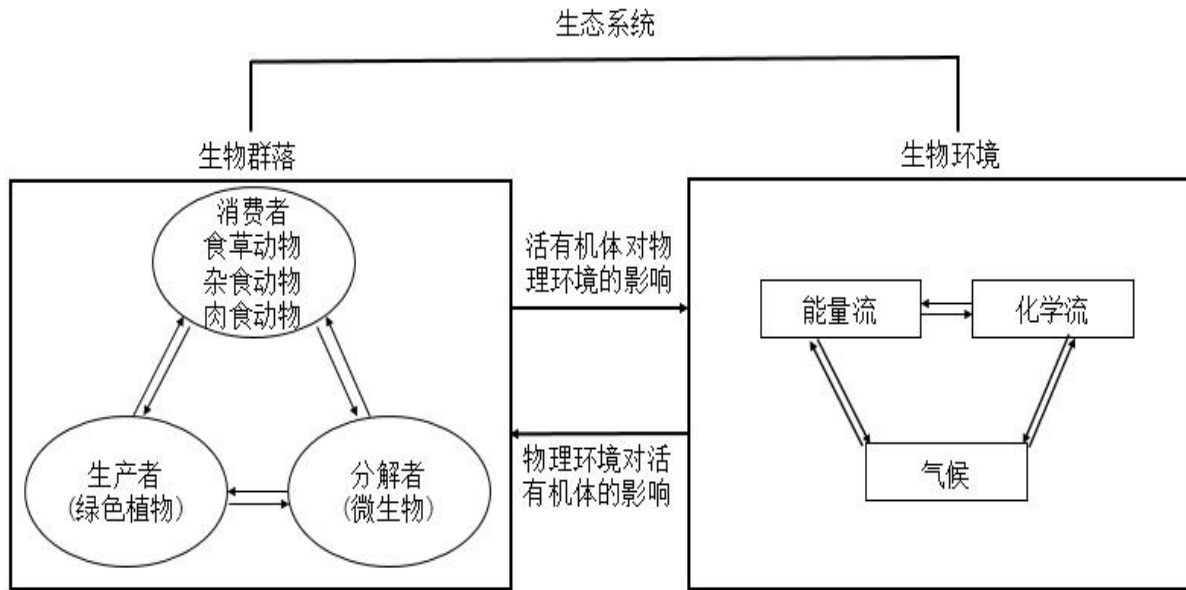 生态系统
生物群落
生物环境
消费者
食草动物
杂食动物
肉食动物
生产者
(绿色植物)
分解者
(微生物)
活有机体对物
理环境的影响
物理环境对活
有机体的影响
能量流
化学流
气候